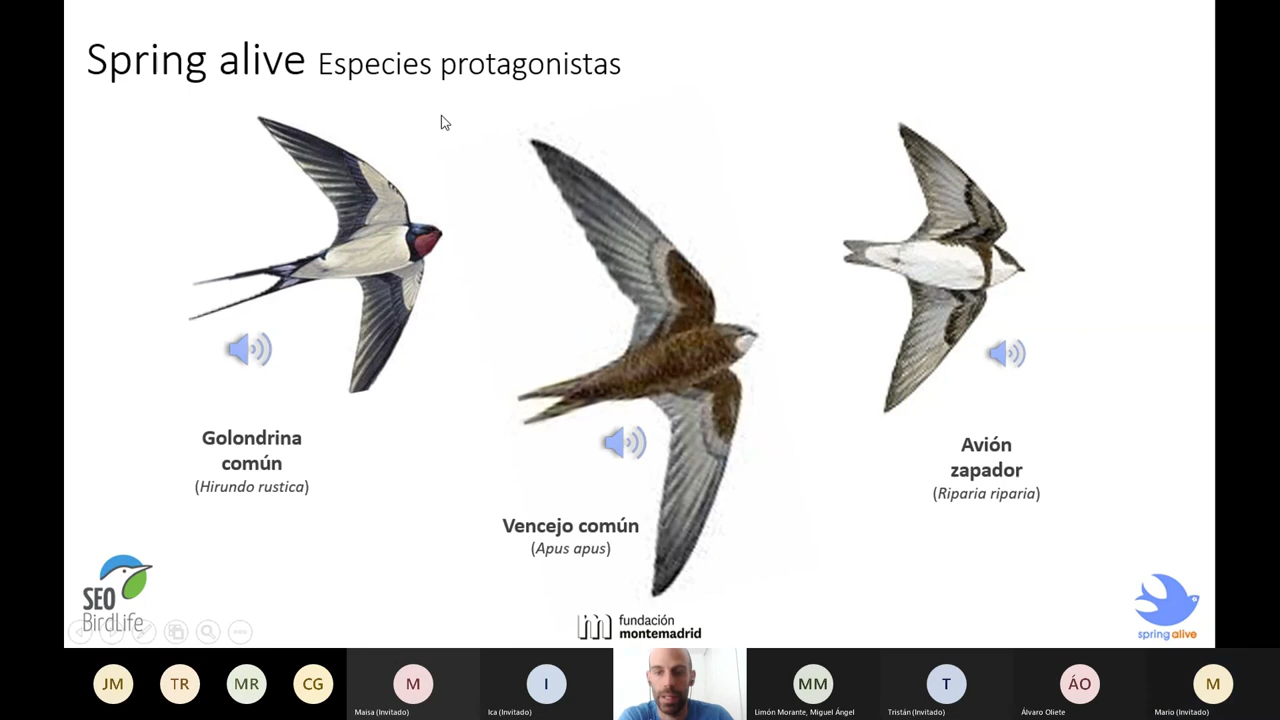 Spring alive Especies protagonistas
Golondrina
común
(Hirundo rustica)
Vencejo común
(Apus apus)
Avión
zapador
(Riparia riparia)
SEO
BirdLife
fundación
montemadrid
spring alive
JM
TR
MR
CG
M
Maisa (Invitado)
I
Ica (Invitado)
MM
Limón Morante, Miguel Ángel
T
Tristán (Invitado)
ÁO
Álvaro Oliete
M
Mario (Invitado)